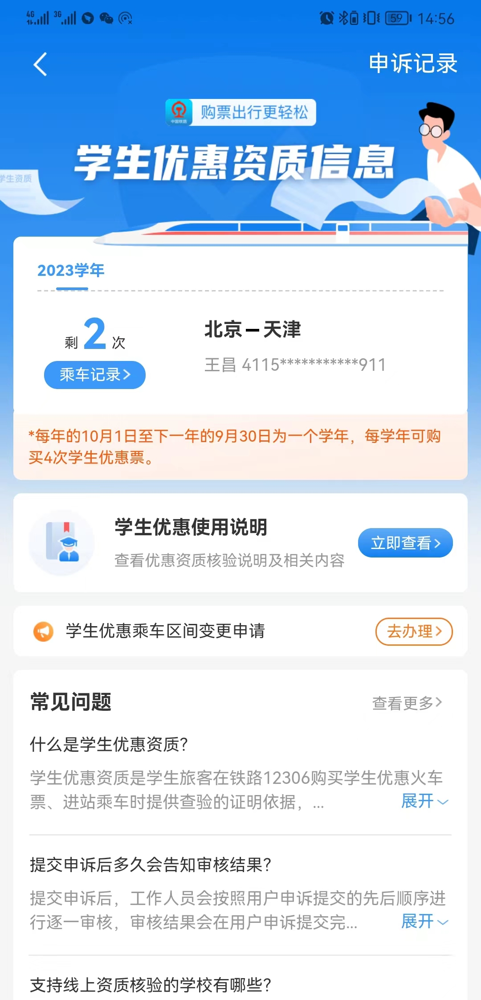 4G 3G 59 14:56
申诉记录
中国铁路 购票出行更轻松
学生优惠资质信息
学生资质
2023学年
剩 2 次
乘车记录>
北京—天津
王昌 4115***********911
*每年的10月1日至下一年的9月30日为一个学年，每学年可购
买4次学生优惠票。
学生优惠使用说明
查看优惠资质核验说明及相关内容
立即查看>
学生优惠乘车区间变更申请
去办理>
常见问题
查看更多>
什么是学生优惠资质?
学生优惠资质是学生旅客在铁路12306购买学生优惠火车
票、进站乘车时提供查验的证明依据，... 展开
提交申诉后多久会告知审核结果?
提交申诉后，工作人员会按照用户申诉提交的先后顺序进
行逐一审核，审核结果会在用户申诉提交完... 展开
支持线上资质核验的学校有哪些?